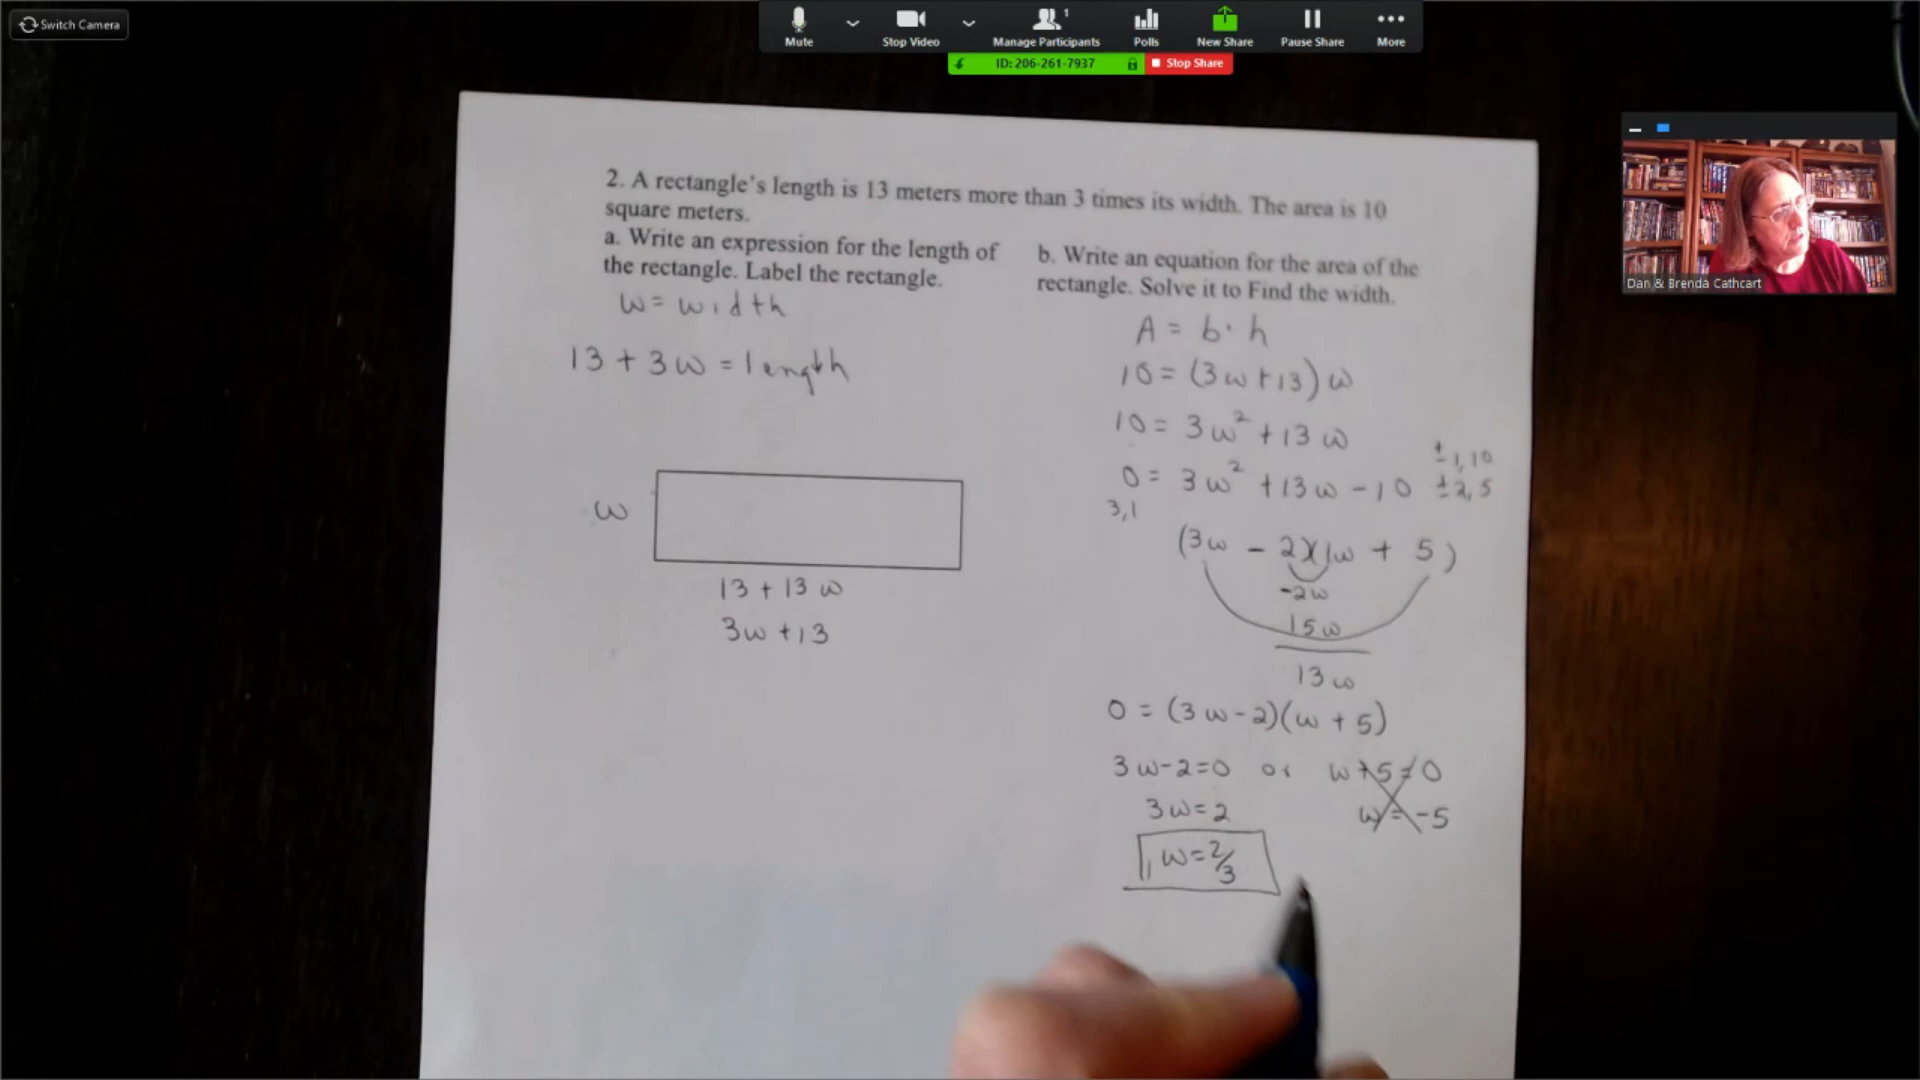 Switch Camera
Mute
Stop Video
1
Manage Participants
Polls
New Share
Pause Share
More
ID: 206-261-7937
Stop Share
Dan & Brenda Cathcart
2. A rectangle's length is 13 meters more than 3 times its width. The area is 10
square meters.
a. Write an expression for the length of
the rectangle. Label the rectangle.
w = width
13 + 3w = length
w
13 + 13 w
3w + 13
b. Write an equation for the area of the
rectangle. Solve it to Find the width.
A = b · h
10 = (3w + 13) w
10 = 3w² + 13 w
0 = 3w² + 13w - 10
± 1, 10
± 2, 5
3, 1
(3w - 2)(1w + 5)
-2w
15w
13w
0 = (3w - 2)(w + 5)
3w - 2 = 0 or w + 5 = 0
3w = 2 w = -5
w = 2/3